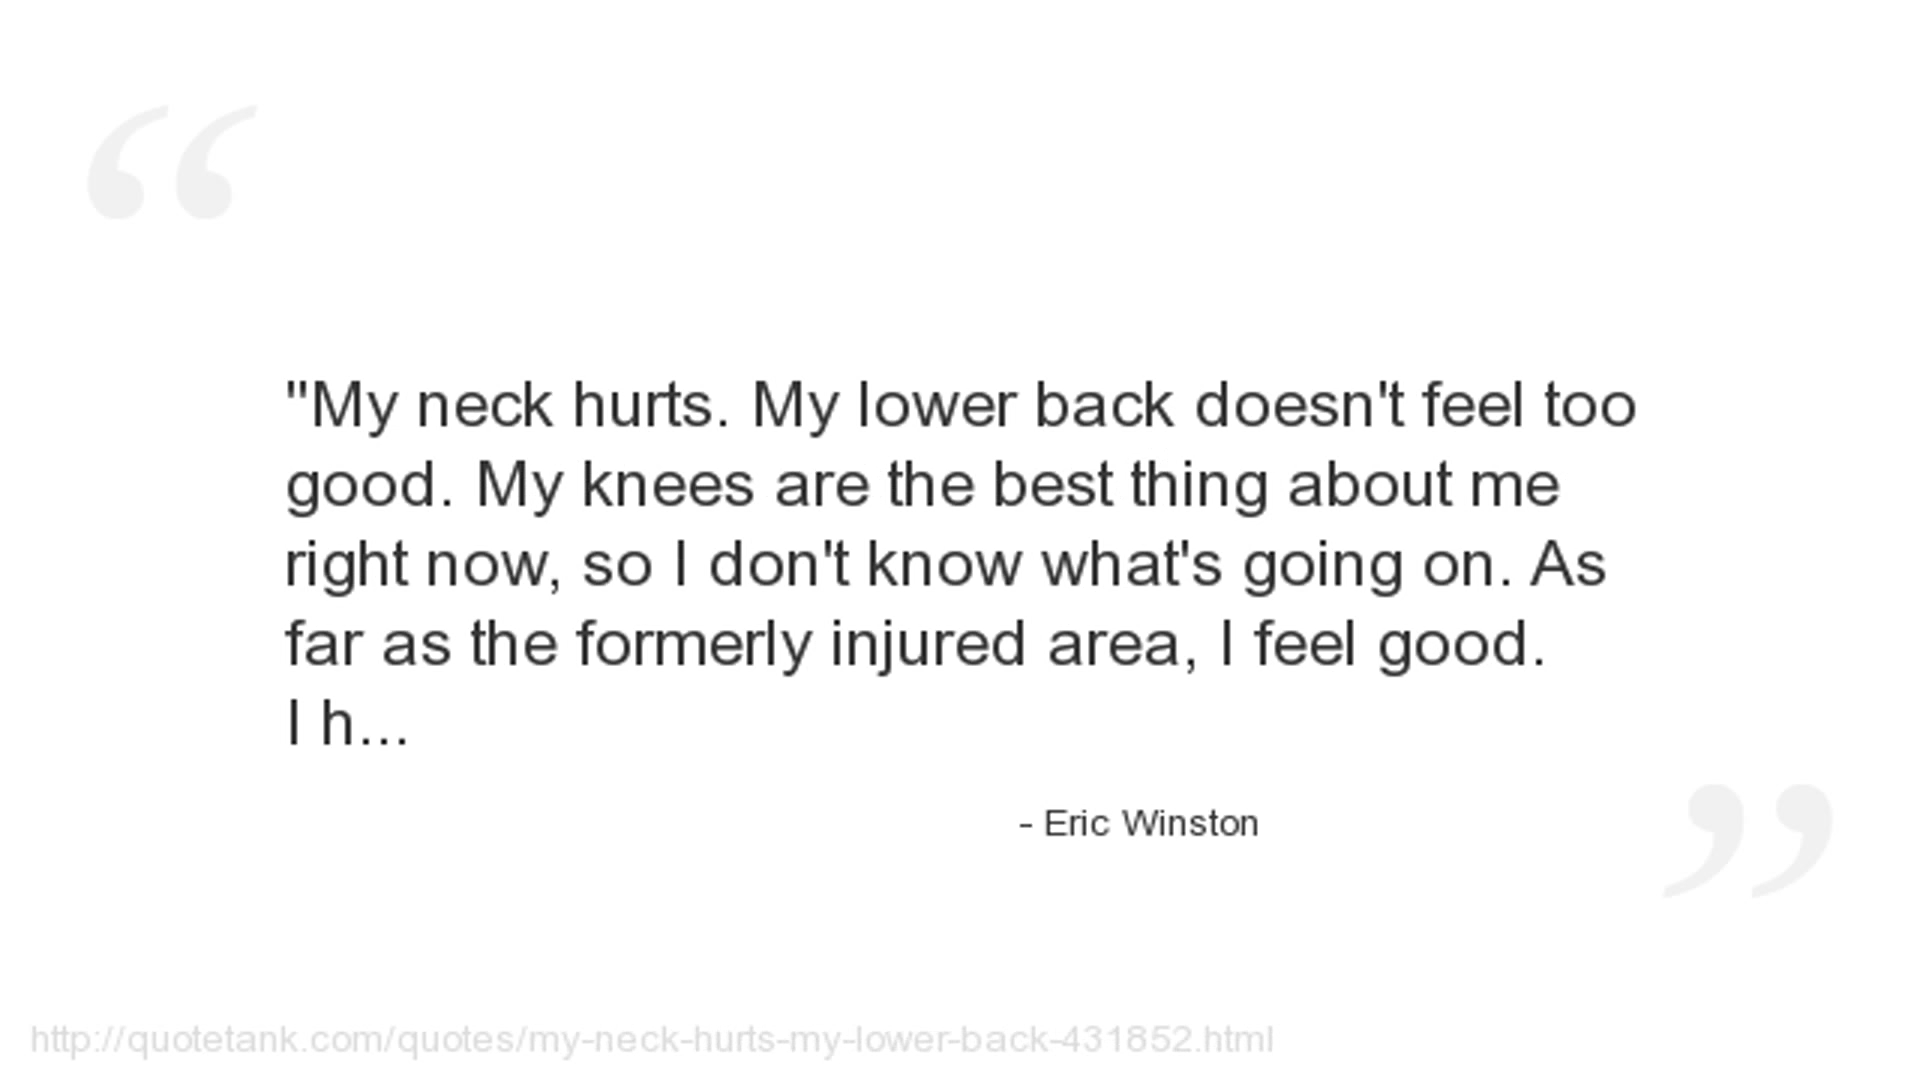 "My neck hurts. My lower back doesn't feel too
good. My knees are the best thing about me
right now, so I don't know what's going on. As
far as the formerly injured area, I feel good.
I h...
- Eric Winston
http://quotetank.com/quotes/my-neck-hurts-my-lower-back-431852.html